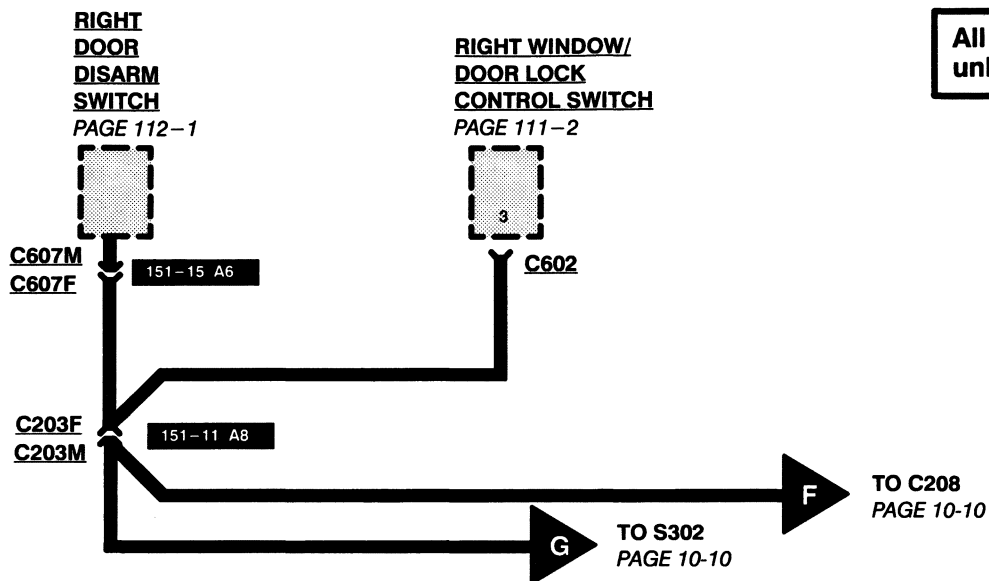 RIGHT
DOOR
DISARM
SWITCH
PAGE 112-1
RIGHT WINDOW/
DOOR LOCK
CONTROL SWITCH
PAGE 111-2
All
unl
3
C607M
C607F
151-15 A6
C602
C203F
C203M
151-11 A8
F
TO C208
PAGE 10-10
G
TO S302
PAGE 10-10